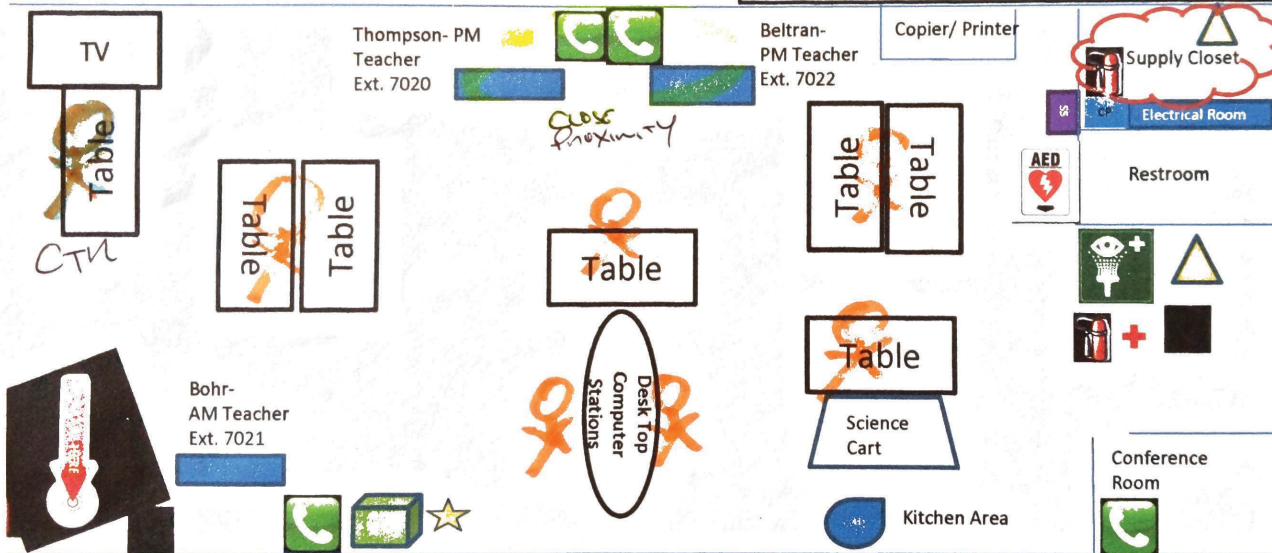 TV
Thompson- PM
Teacher
Ext. 7020
Beltran-
PM Teacher
Ext. 7022
Copier/ Printer
Supply Closet
SS
CP
Electrical Room
CLOSE
Proximity
Table
Table
Table
Table
Table
AED
Restroom
CTU
Table
Table
Bohr-
AM Teacher
Ext. 7021
Desk Top
Computer
Stations
Science
Cart
Conference
Room
Kitchen Area